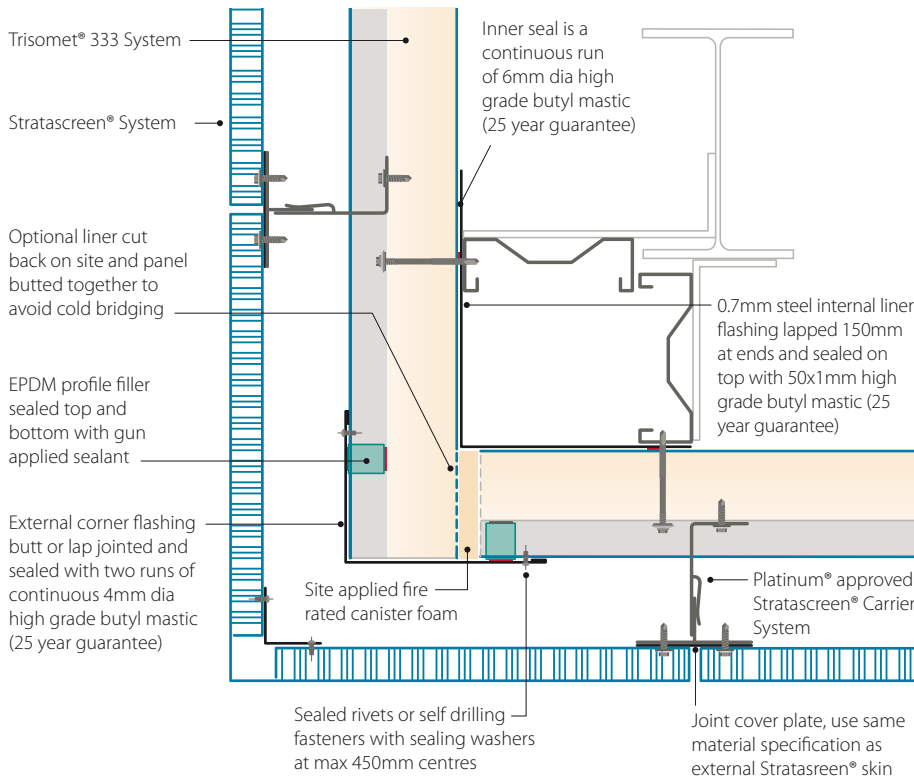 Trisomet® 333 System
Stratascreen® System
Optional liner cut
back on site and panel
butted together to
avoid cold bridging
EPDM profile filler
sealed top and
bottom with gun
applied sealant
External corner flashing
butt or lap jointed and
sealed with two runs of
continuous 4mm dia
high grade butyl mastic
(25 year guarantee)
Inner seal is a
continuous run
of 6mm dia high
grade butyl mastic
(25 year guarantee)
0.7mm steel internal liner
flashing lapped 150mm
at ends and sealed on
top with 50x1mm high
grade butyl mastic (25
year guarantee)
Site applied fire
rated canister foam
Platinum® approved
Stratascreen® Carrier
System
Sealed rivets or self drilling
fasteners with sealing washers
at max 450mm centres
Joint cover plate, use same
material specification as
external Stratasreen® skin